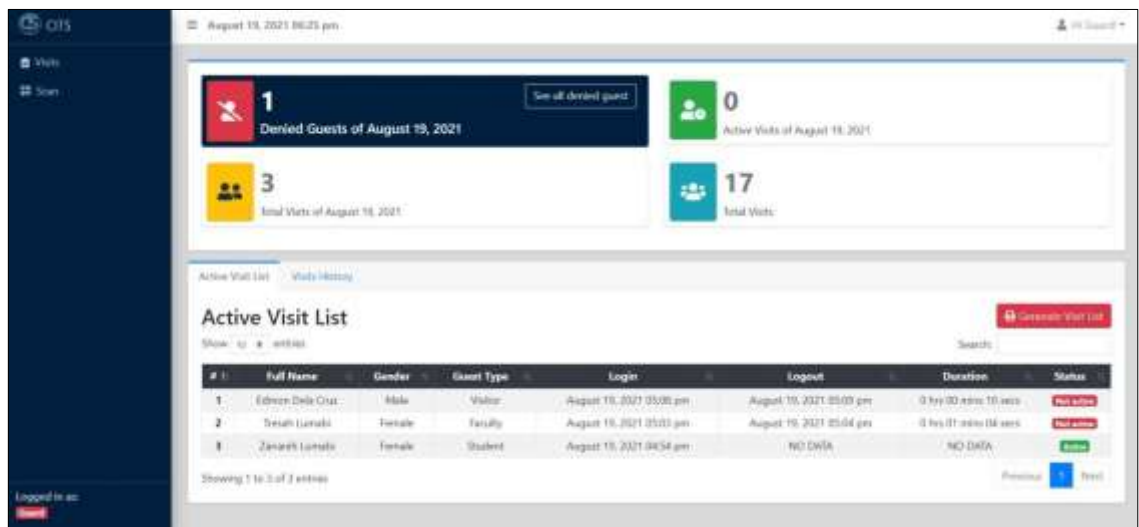 OTS
August 19, 2021 06:25 pm
Hi Guard
Visits
Scan
1
See all denied guest
Denied Guests of August 19, 2021
0
Active Visits of August 19, 2021
3
Total Visits of August 19, 2021
17
Total Visits
Active Visit List Visits History
Active Visit List
Generate Visit List
Show 10 entries
Search:
# Full Name Gender Guest Type Login Logout Duration Status
1 Edmon Dela Cruz Male Visitor August 19, 2021 05:08 pm August 19, 2021 05:09 pm 0 hrs 00 mins 10 secs Not active
2 Lumabi Female Faculty August 19, 2021 05:03 pm August 19, 2021 05:04 pm 0 hrs 01 mins 04 secs Not active
3 Zanareh Lumabi Female Student August 19, 2021 04:54 pm NO DATA NO DATA Active
Showing 1 to 3 of 3 entries
Previous 1 Next
Logged in as:
Guard